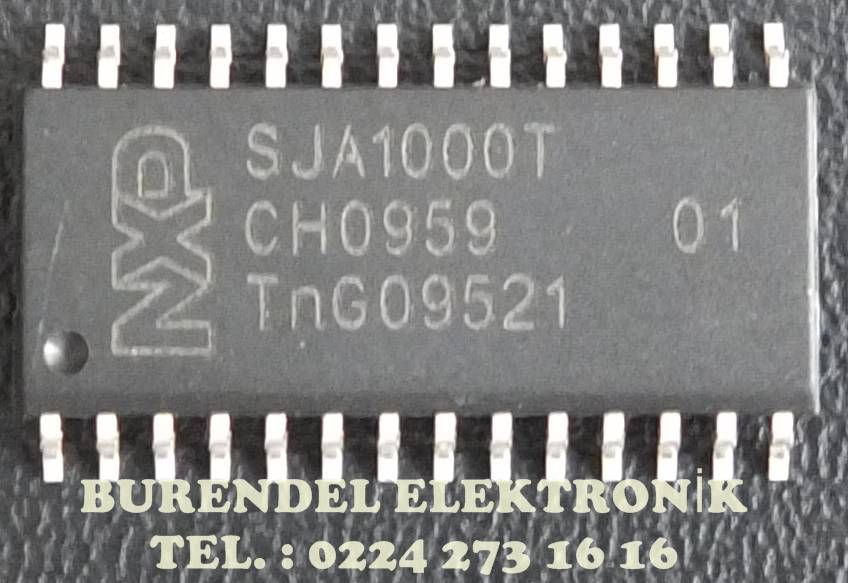 NXP
SJA1000T
CH0959 01
TnG09521
BURENDEL ELEKTRONİK
TEL. : 0224 273 16 16